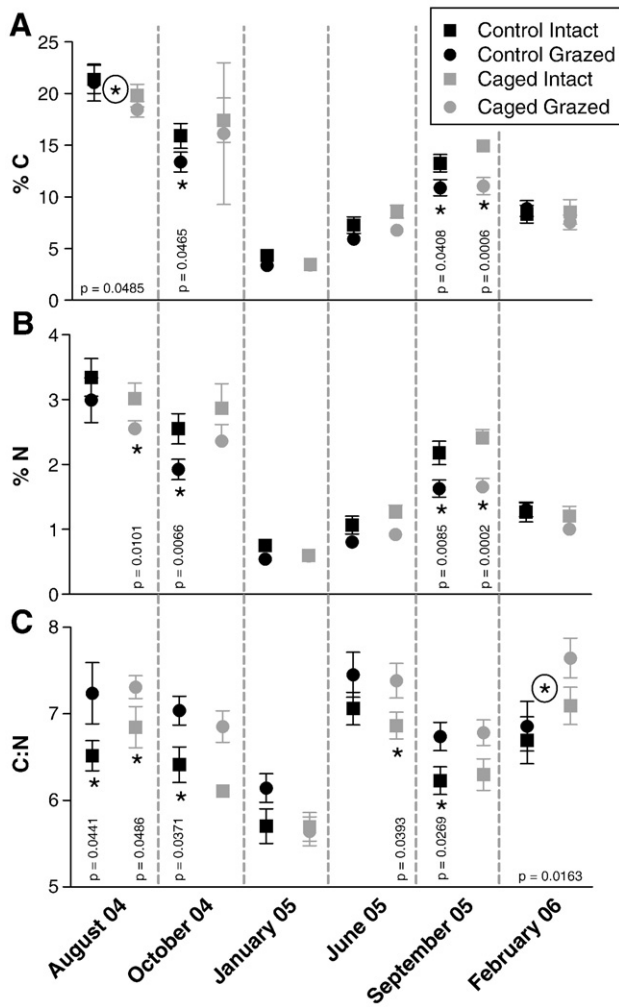 A
Control Intact
Control Grazed
Caged Intact
Caged Grazed
25
20
15
10
5
0
% C
*
*
*
*
p = 0.0485
p = 0.0465
p = 0.0408
p = 0.0006
B
4
3
2
1
0
% N
*
*
*
*
p = 0.0101
p = 0.0066
p = 0.0085
p = 0.0002
C
8
7
6
5
C:N
*
*
*
*
*
*
p = 0.0441
p = 0.0486
p = 0.0371
p = 0.0393
p = 0.0269
p = 0.0163
August 04
October 04
January 05
June 05
September 05
February 06